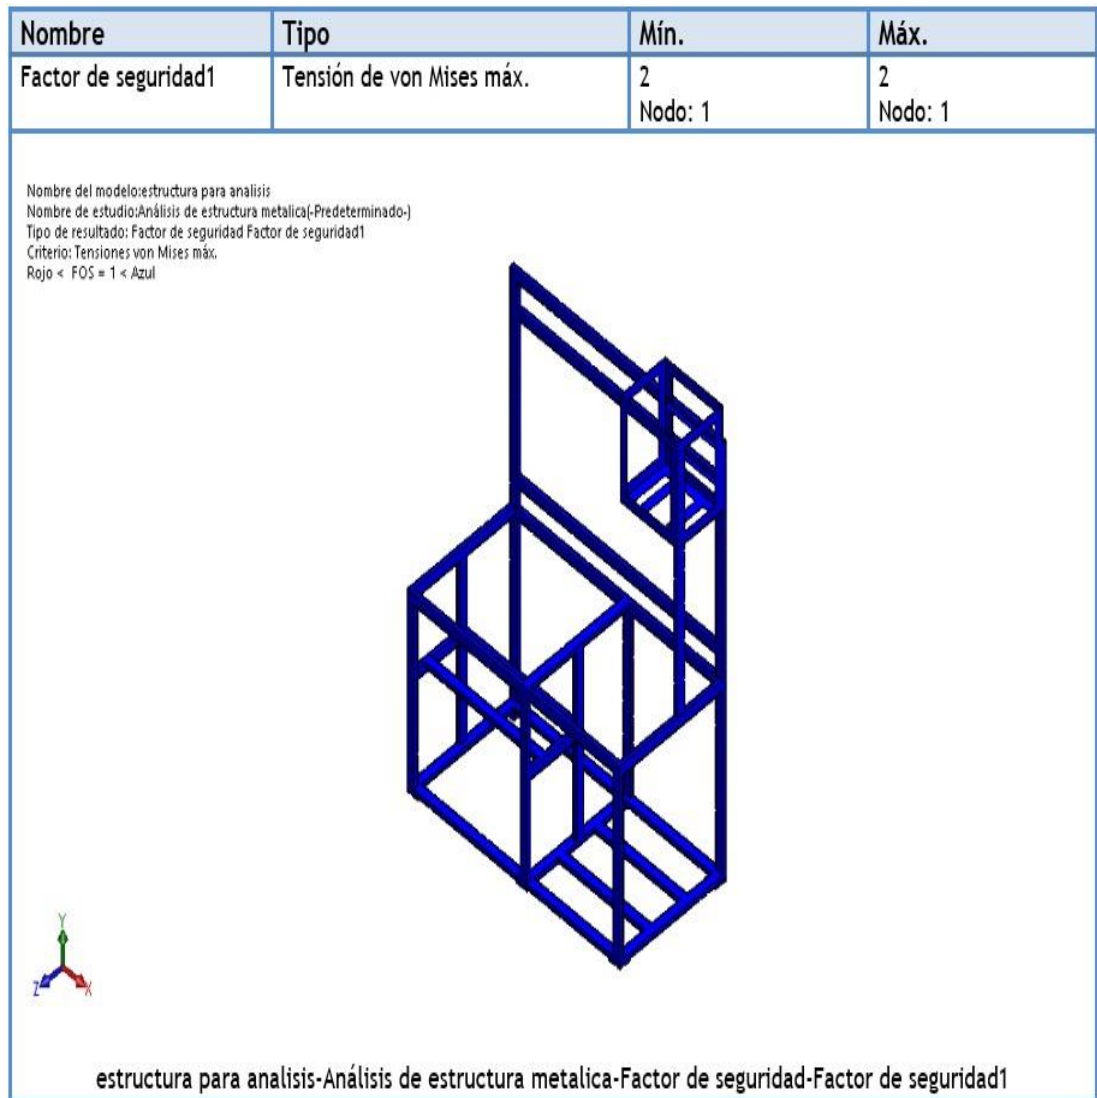 Nombre Tipo Mín. Máx.
Factor de seguridad1 Tensión de von Mises máx. 2 2
Nodo: 1 Nodo: 1
Nombre del modelo:estructura para analisis
Nombre de estudio:Análisis de estructura metalica(-Predeterminado-)
Tipo de resultado: Factor de seguridad Factor de seguridad1
Criterio: Tensiones von Mises máx.
Rojo < FOS = 1 < Azul
Y
Z X
estructura para analisis-Análisis de estructura metalica-Factor de seguridad-Factor de seguridad1